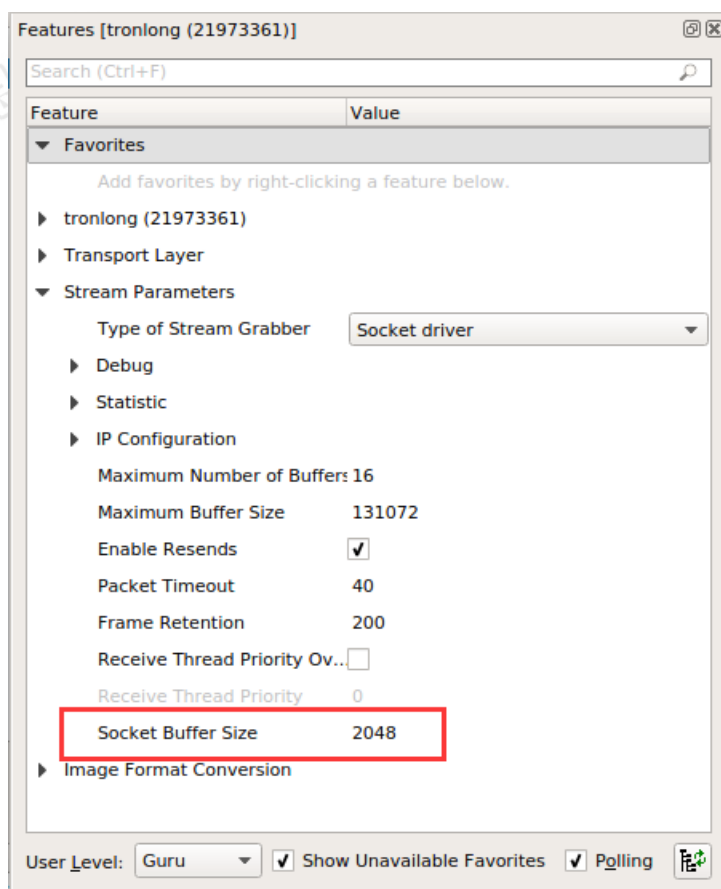 Features [tronlong (21973361)]
Search (Ctrl+F)
Feature Value
Favorites
Add favorites by right-clicking a feature below.
tronlong (21973361)
Transport Layer
Stream Parameters
Type of Stream Grabber Socket driver
Debug
Statistic
IP Configuration
Maximum Number of Buffers 16
Maximum Buffer Size 131072
Enable Resends
Packet Timeout 40
Frame Retention 200
Receive Thread Priority Ov...
Receive Thread Priority 0
Socket Buffer Size 2048
Image Format Conversion
User Level: Guru Show Unavailable Favorites Polling